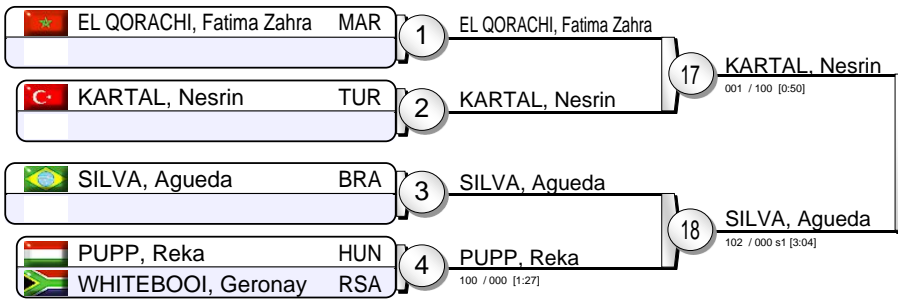 EL QORACHI, Fatima Zahra MAR
1
EL QORACHI, Fatima Zahra
17
KARTAL, Nesrin
001 / 100 [0:50]
KARTAL, Nesrin TUR
2
KARTAL, Nesrin
SILVA, Agueda BRA
3
SILVA, Agueda
18
SILVA, Agueda
102 / 000 s1 [3:04]
PUPP, Reka HUN
WHITEBOOI, Geronay RSA
4
PUPP, Reka
100 / 000 [1:27]